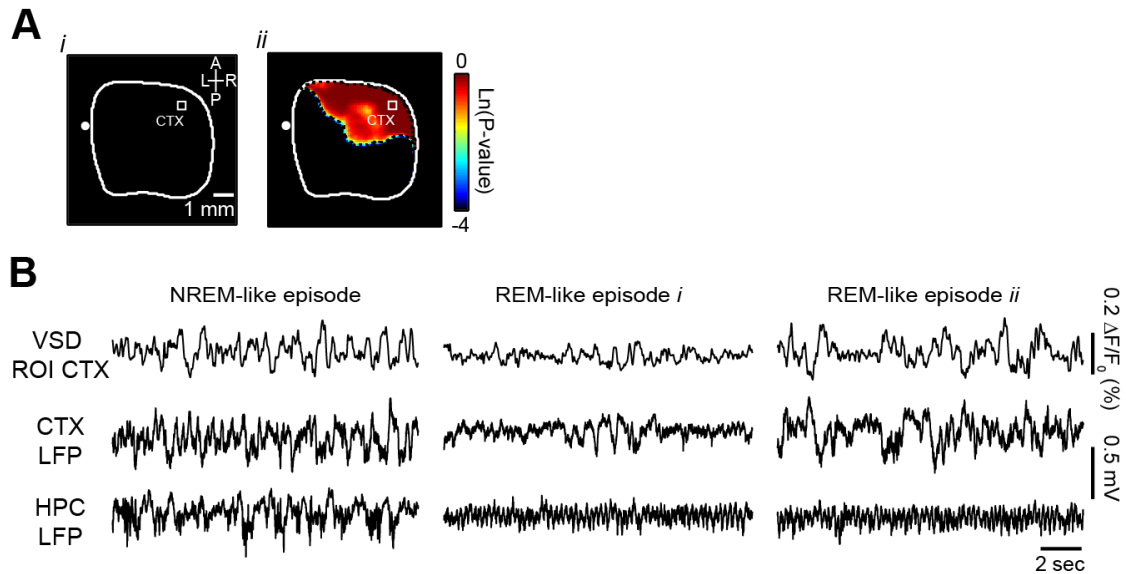 A
i
A
L R
P
CTX
1 mm
ii
CTX
0
Ln(P-value)
-4
B
NREM-like episode
REM-like episode i
REM-like episode ii
VSD
ROI CTX
0.2 ΔF/F₀ (%)
CTX
LFP
0.5 mV
HPC
LFP
2 sec